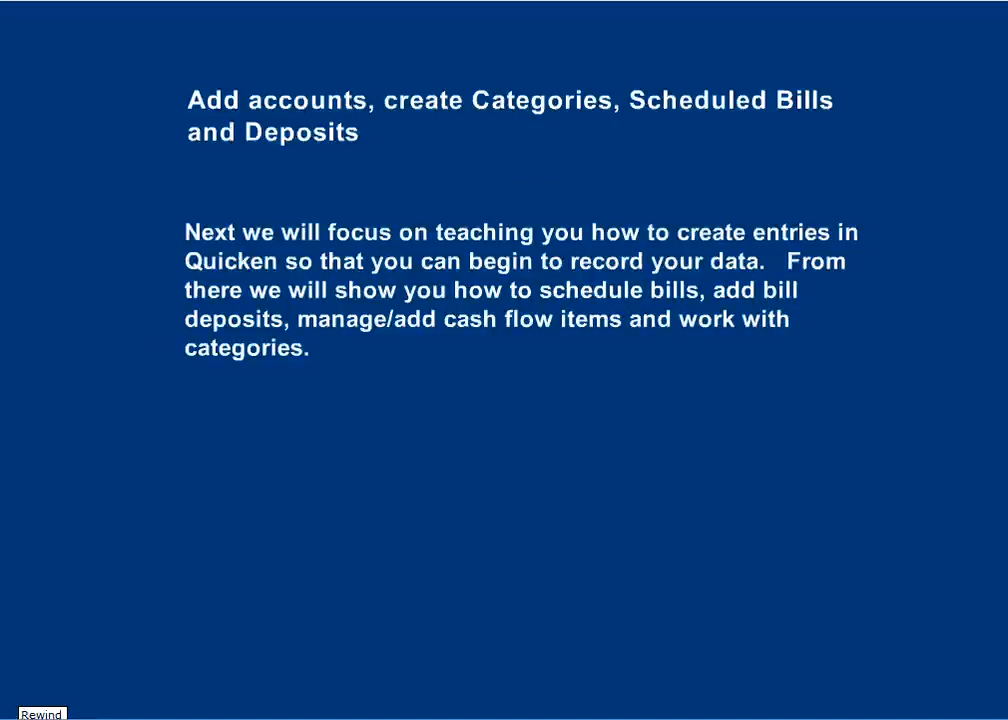 Add accounts, create Categories, Scheduled Bills
and Deposits
Next we will focus on teaching you how to create entries in
Quicken so that you can begin to record your data.   From
there we will show you how to schedule bills, add bill
deposits, manage/add cash flow items and work with
categories.
Rewind